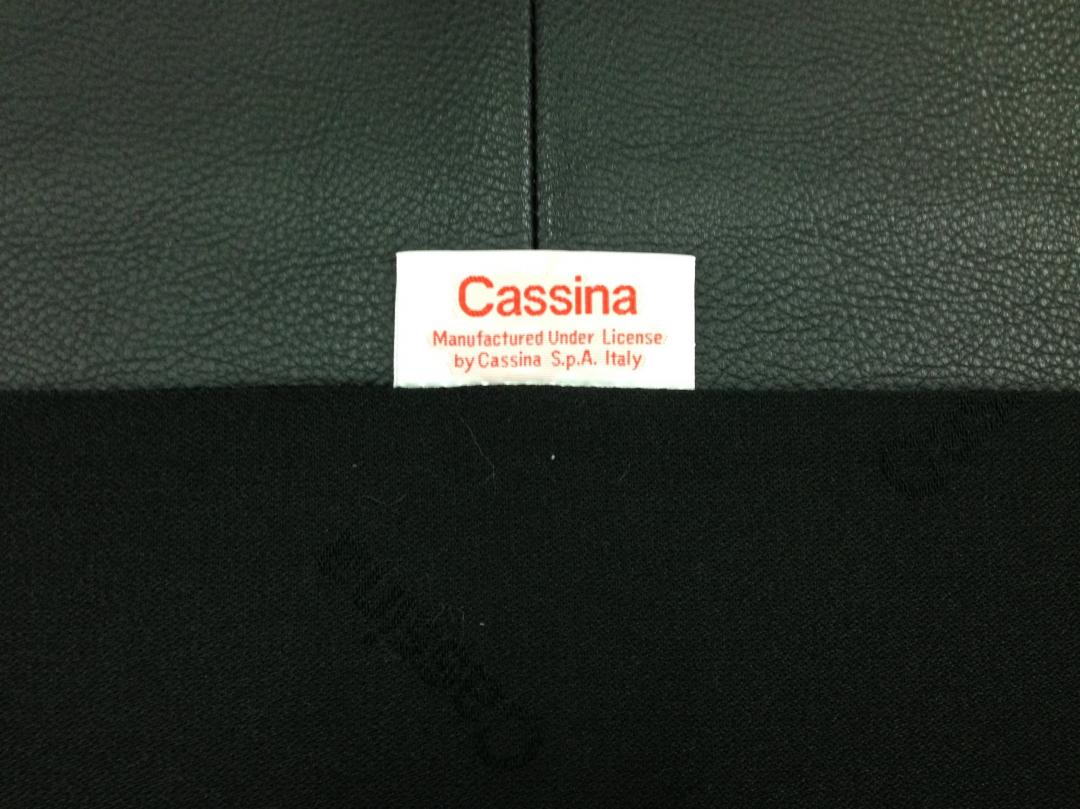 Cassina
Manufactured Under License
by Cassina S.p.A. Italy